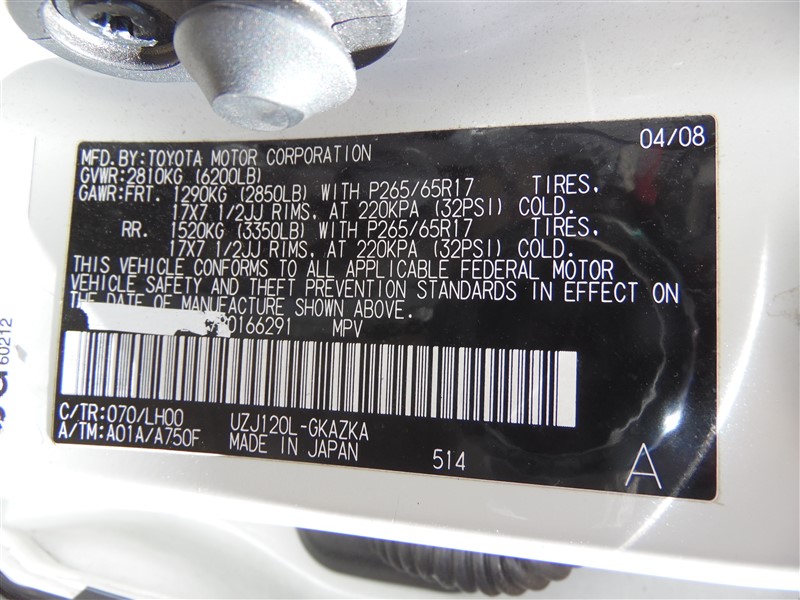 04/08
MFD.BY:TOYOTA MOTOR CORPORATION
GVWR:2810KG (6200LB)
GAWR:FRT. 1290KG (2850LB) WITH P265/65R17 TIRES,
17X7 1/2JJ RIMS, AT 220KPA (32PSI) COLD.
RR. 1520KG (3350LB) WITH P265/65R17 TIRES,
17X7 1/2JJ RIMS, AT 220KPA (32PSI) COLD.
THIS VEHICLE CONFORMS TO ALL APPLICABLE FEDERAL MOTOR
VEHICLE SAFETY AND THEFT PREVENTION STANDARDS IN EFFECT ON
THE DATE OF MANUFACTURE SHOWN ABOVE.
0166291 MPV
C/TR:070/LH00 UZJ120L-GKAZKA
A/TM:A01A/A750F MADE IN JAPAN 514
A
60212